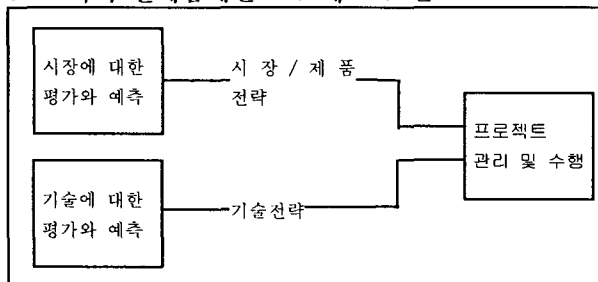 시장에 대한
평가와 예측
시 장 / 제 품
전략
프로젝트
관리 및 수행
기술에 대한
평가와 예측
기술전략